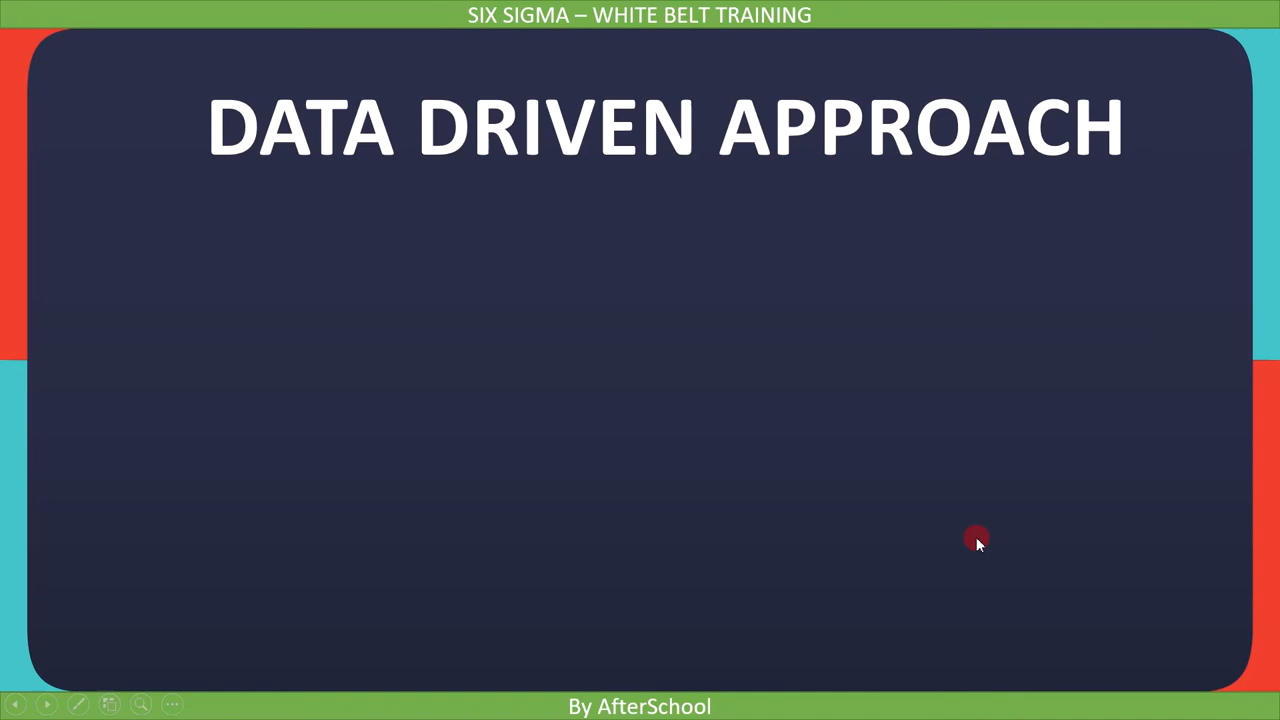 SIX SIGMA – WHITE BELT TRAINING
DATA DRIVEN APPROACH
By AfterSchool